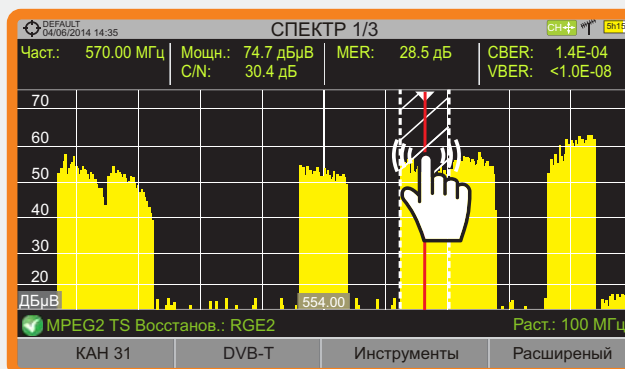 DEFAULT
04/06/2014 14:35
СПЕКТР 1/3
CH
5h15
Част.: 570.00 МГц
Мощн.: 74.7 дБµВ
MER: 28.5 дБ
CBER: 1.4E-04
C/N: 30.4 дБ
VBER: <1.0E-08
70
60
50
40
30
20
ДБµВ
554.00
MPEG2 TS Восстанов.: RGE2
Раст.: 100 МГц
КАН 31
DVB-T
Инструменты
Расширеный